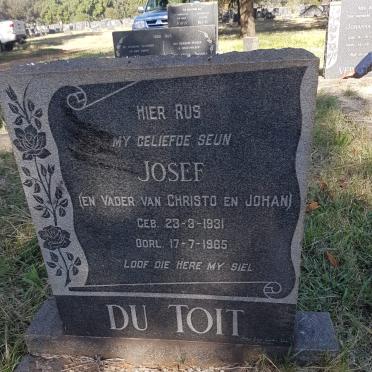 HIER RUS
MY GELIEFDE SEUN
JOSEF
(EN VADER VAN CHRISTO EN JOHAN)
GEB. 23-3-1931
OORL. 17-7-1965
LOOF DIE HERE MY SIEL
DU TOIT